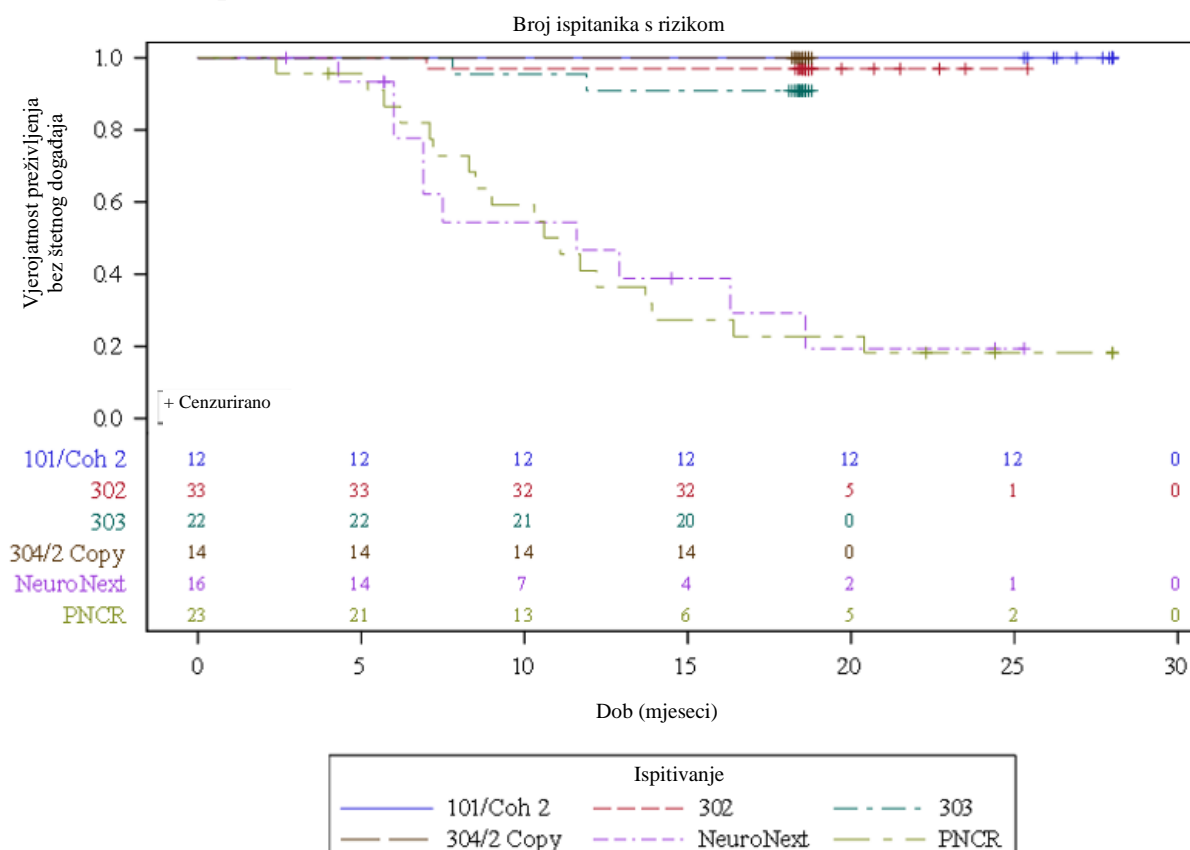 Broj ispitanika s rizikom
Vjerojatnost preživljenja
bez štetnog događaja
1.0
0.8
0.6
0.4
0.2
0.0
+ Cenzurirano
101/Coh 2 12 12 12 12 12 12 0
302 33 33 32 32 5 1 0
303 22 22 21 20 0
304/2 Copy 14 14 14 14 0
NeuroNext 16 14 7 4 2 1 0
PNCR 23 21 13 6 5 2 0
0 5 10 15 20 25 30
Dob (mjeseci)
Ispitivanje
101/Coh 2 302 303
304/2 Copy NeuroNext PNCR